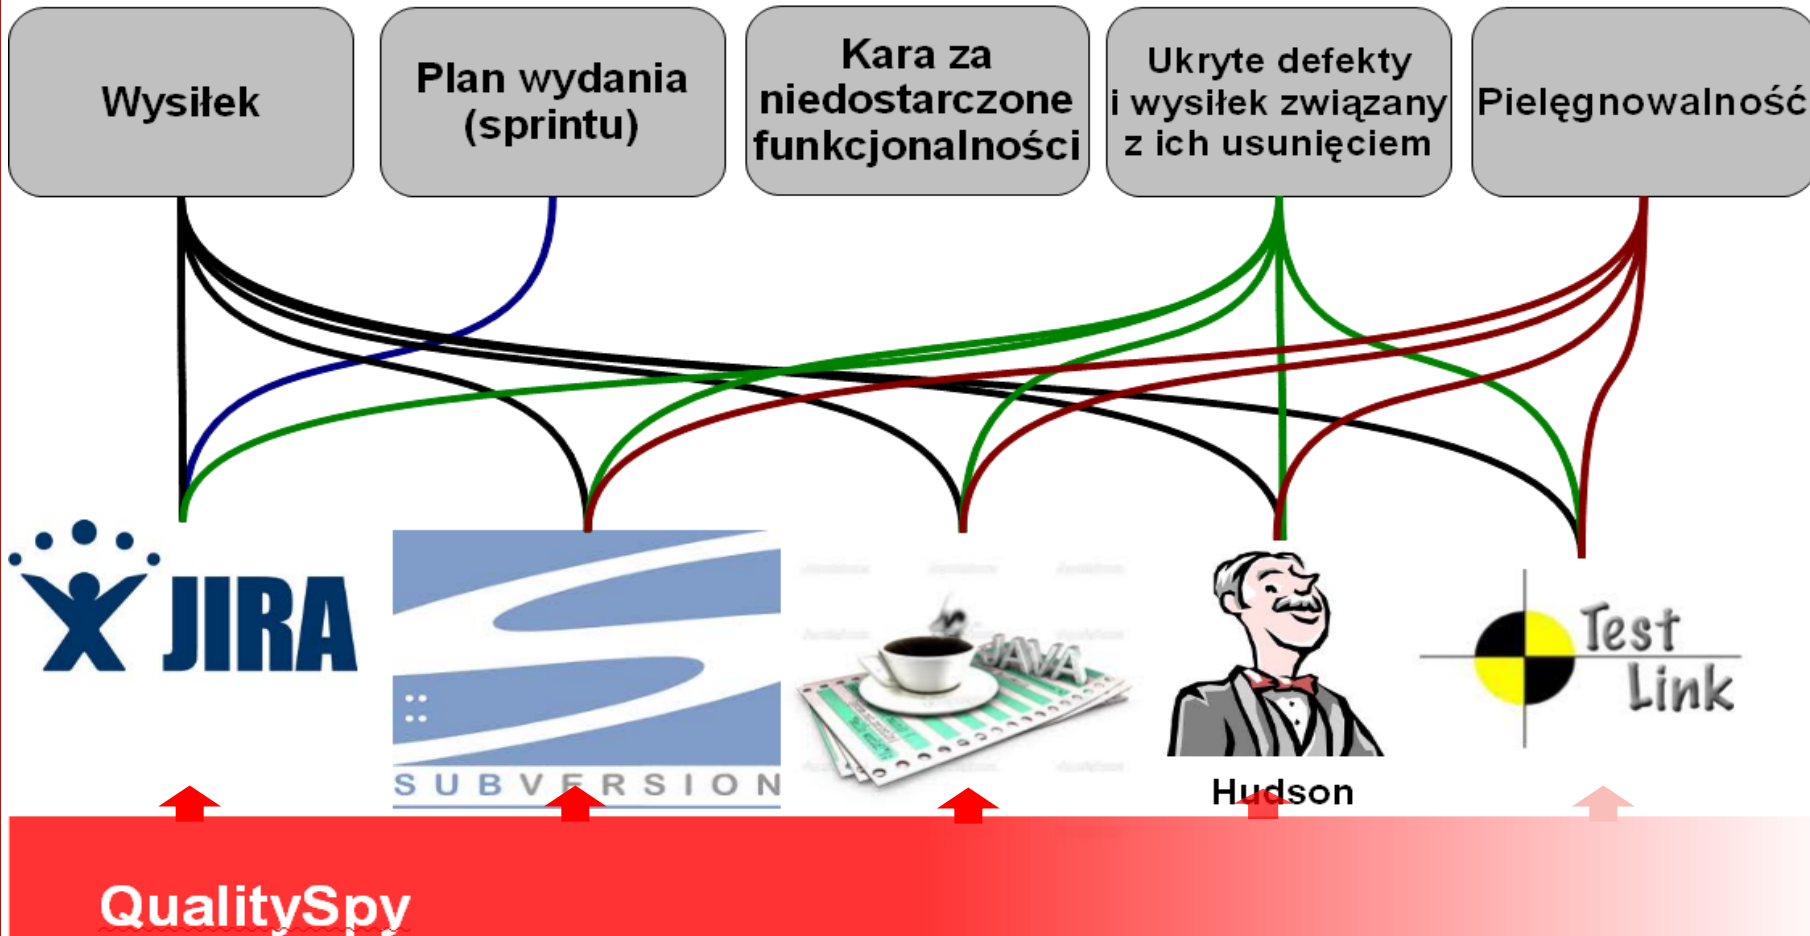 Wysiłek
Plan wydania
(sprintu)
Kara za
niedostarczone
funkcjonalności
Ukryte defekty
i wysiłek związany
z ich usunięciem
Pielęgnowalność
JIRA
SUBVERSION
JAVA
Hudson
Test
Link
QualitySpy